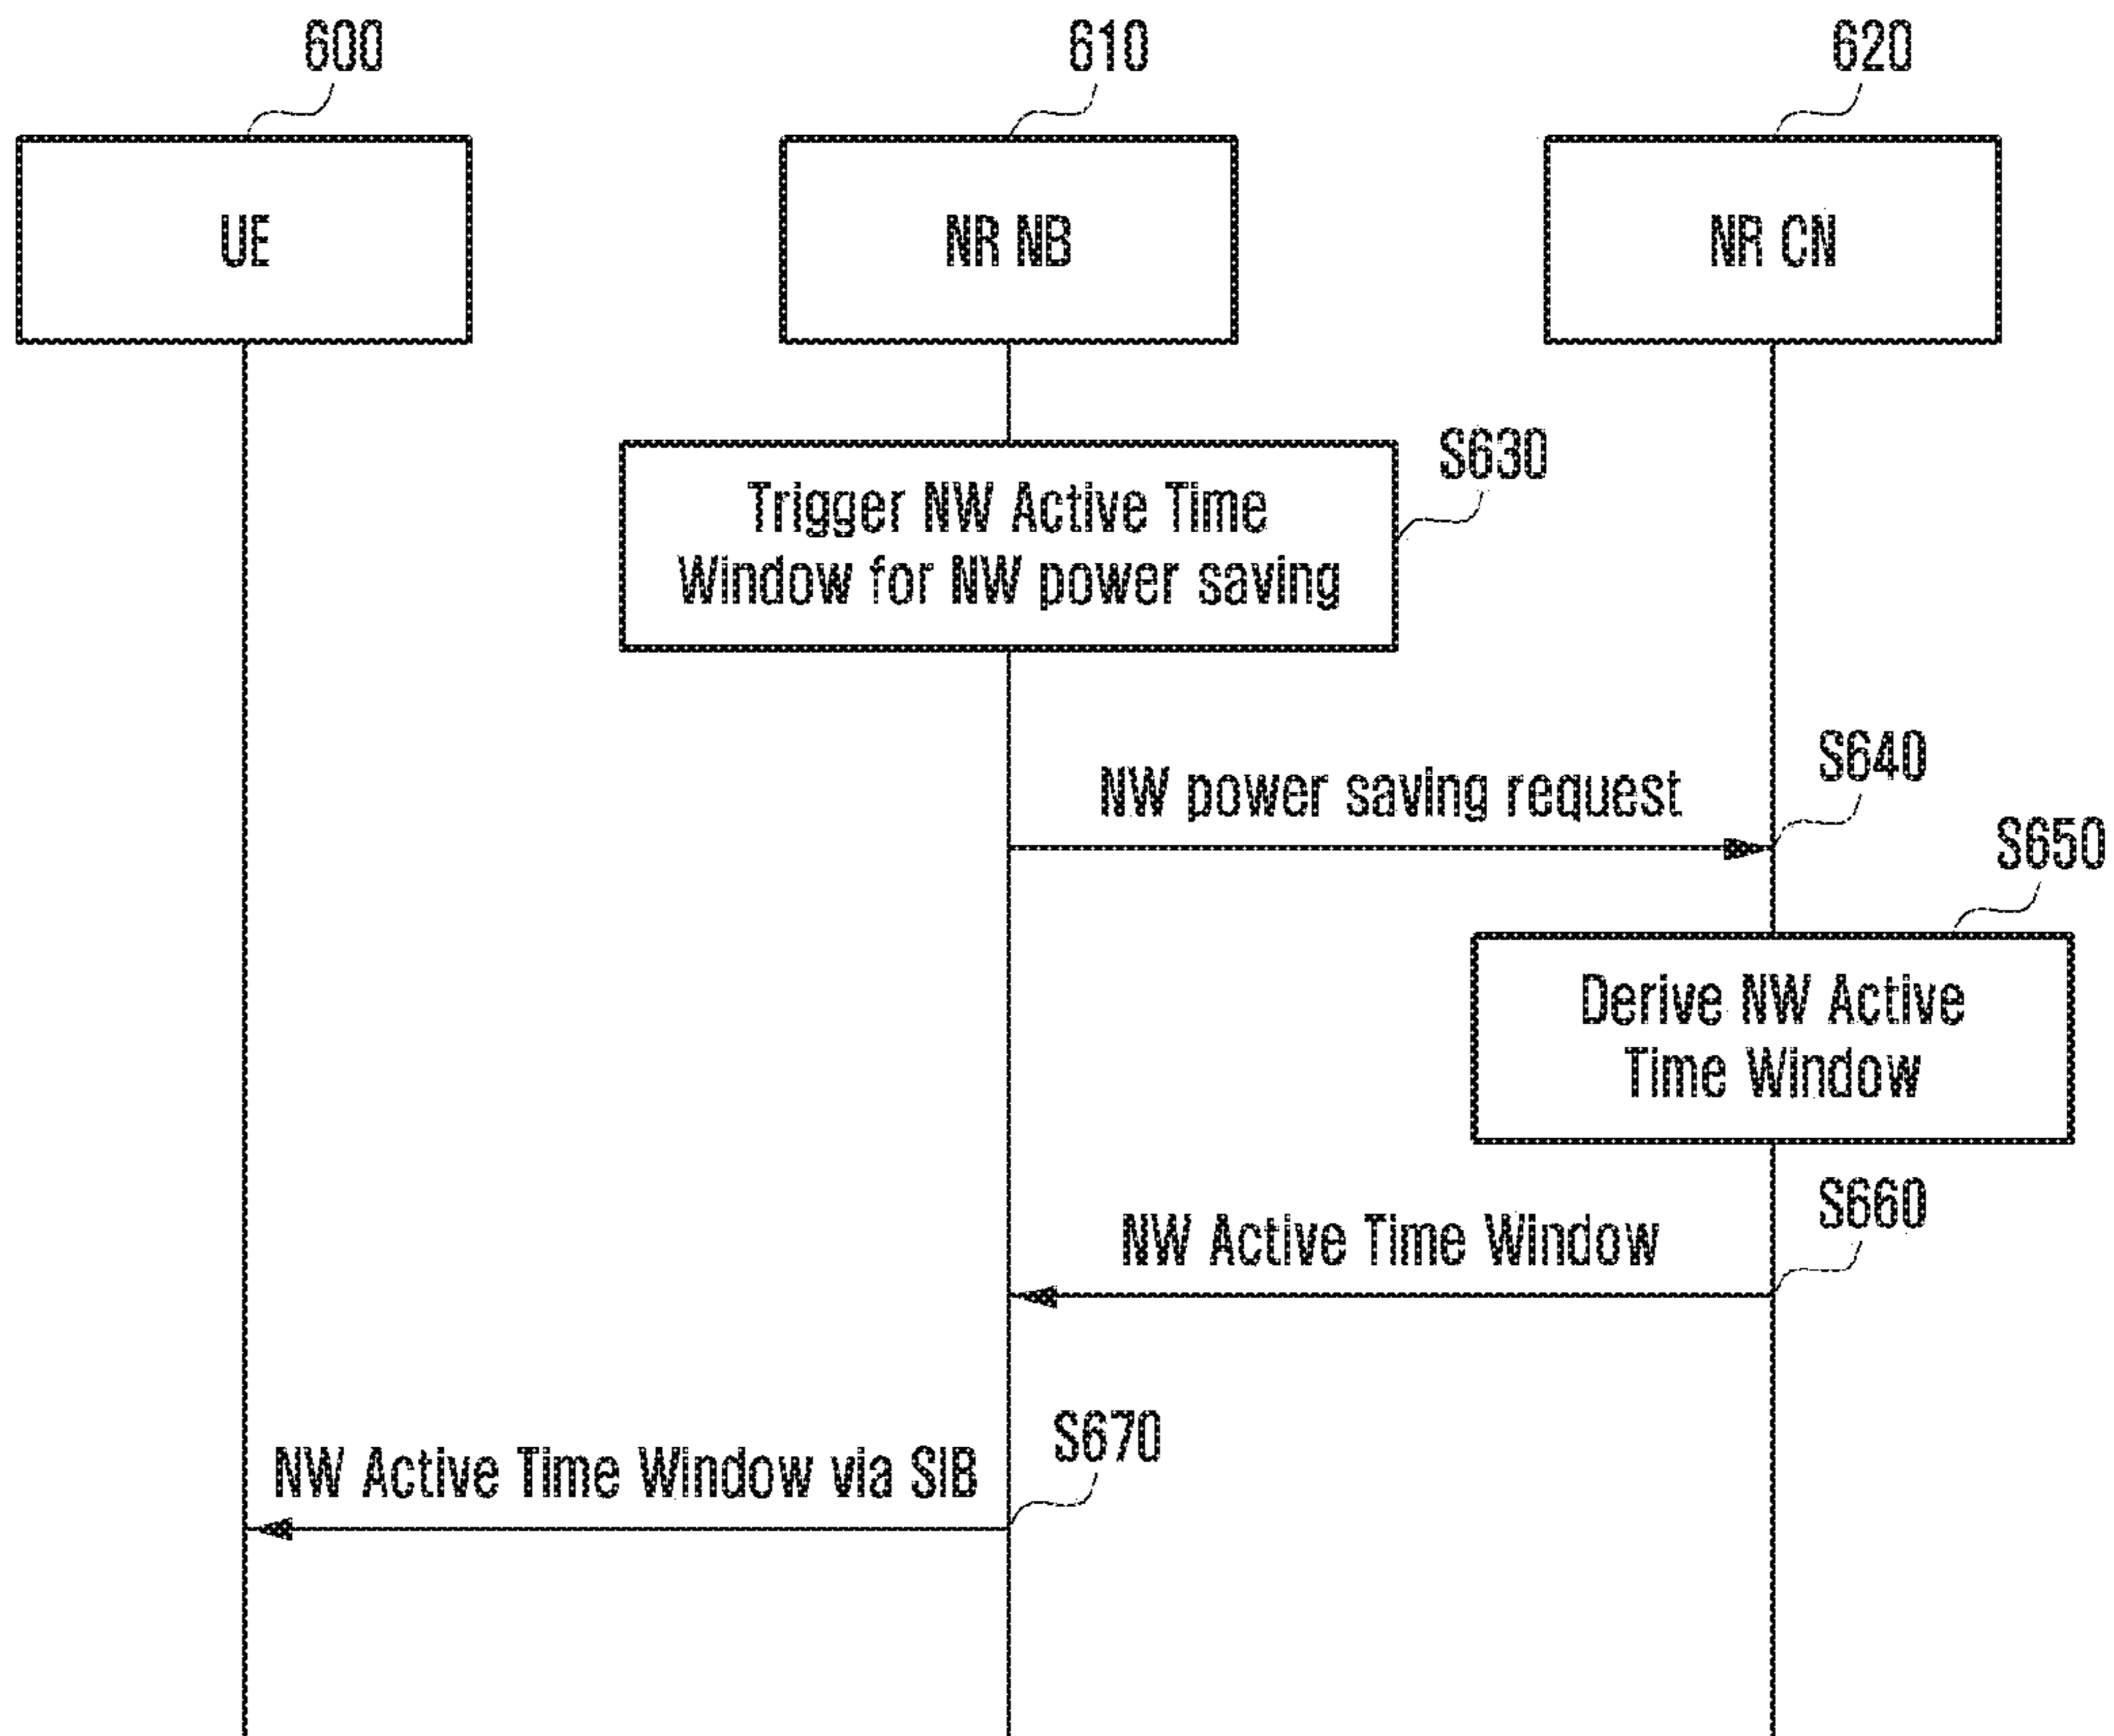 600
610
620
UE
NR NB
NR CN
S630
Trigger NW Active Time
Window for NW power saving
S640
NW power saving request
S650
Derive NW Active
Time Window
S660
NW Active Time Window
S670
NW Active Time Window via SIB